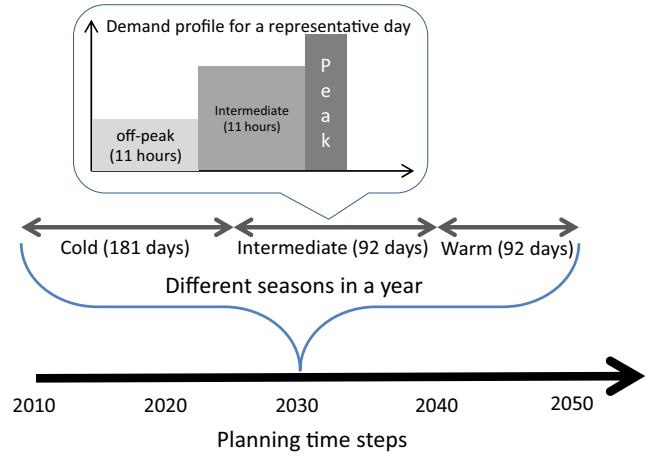 Demand profile for a representative day
Peak
Intermediate
(11 hours)
off-peak
(11 hours)
Cold (181 days)
Intermediate (92 days)
Warm (92 days)
Different seasons in a year
2010
2020
2030
2040
2050
Planning time steps